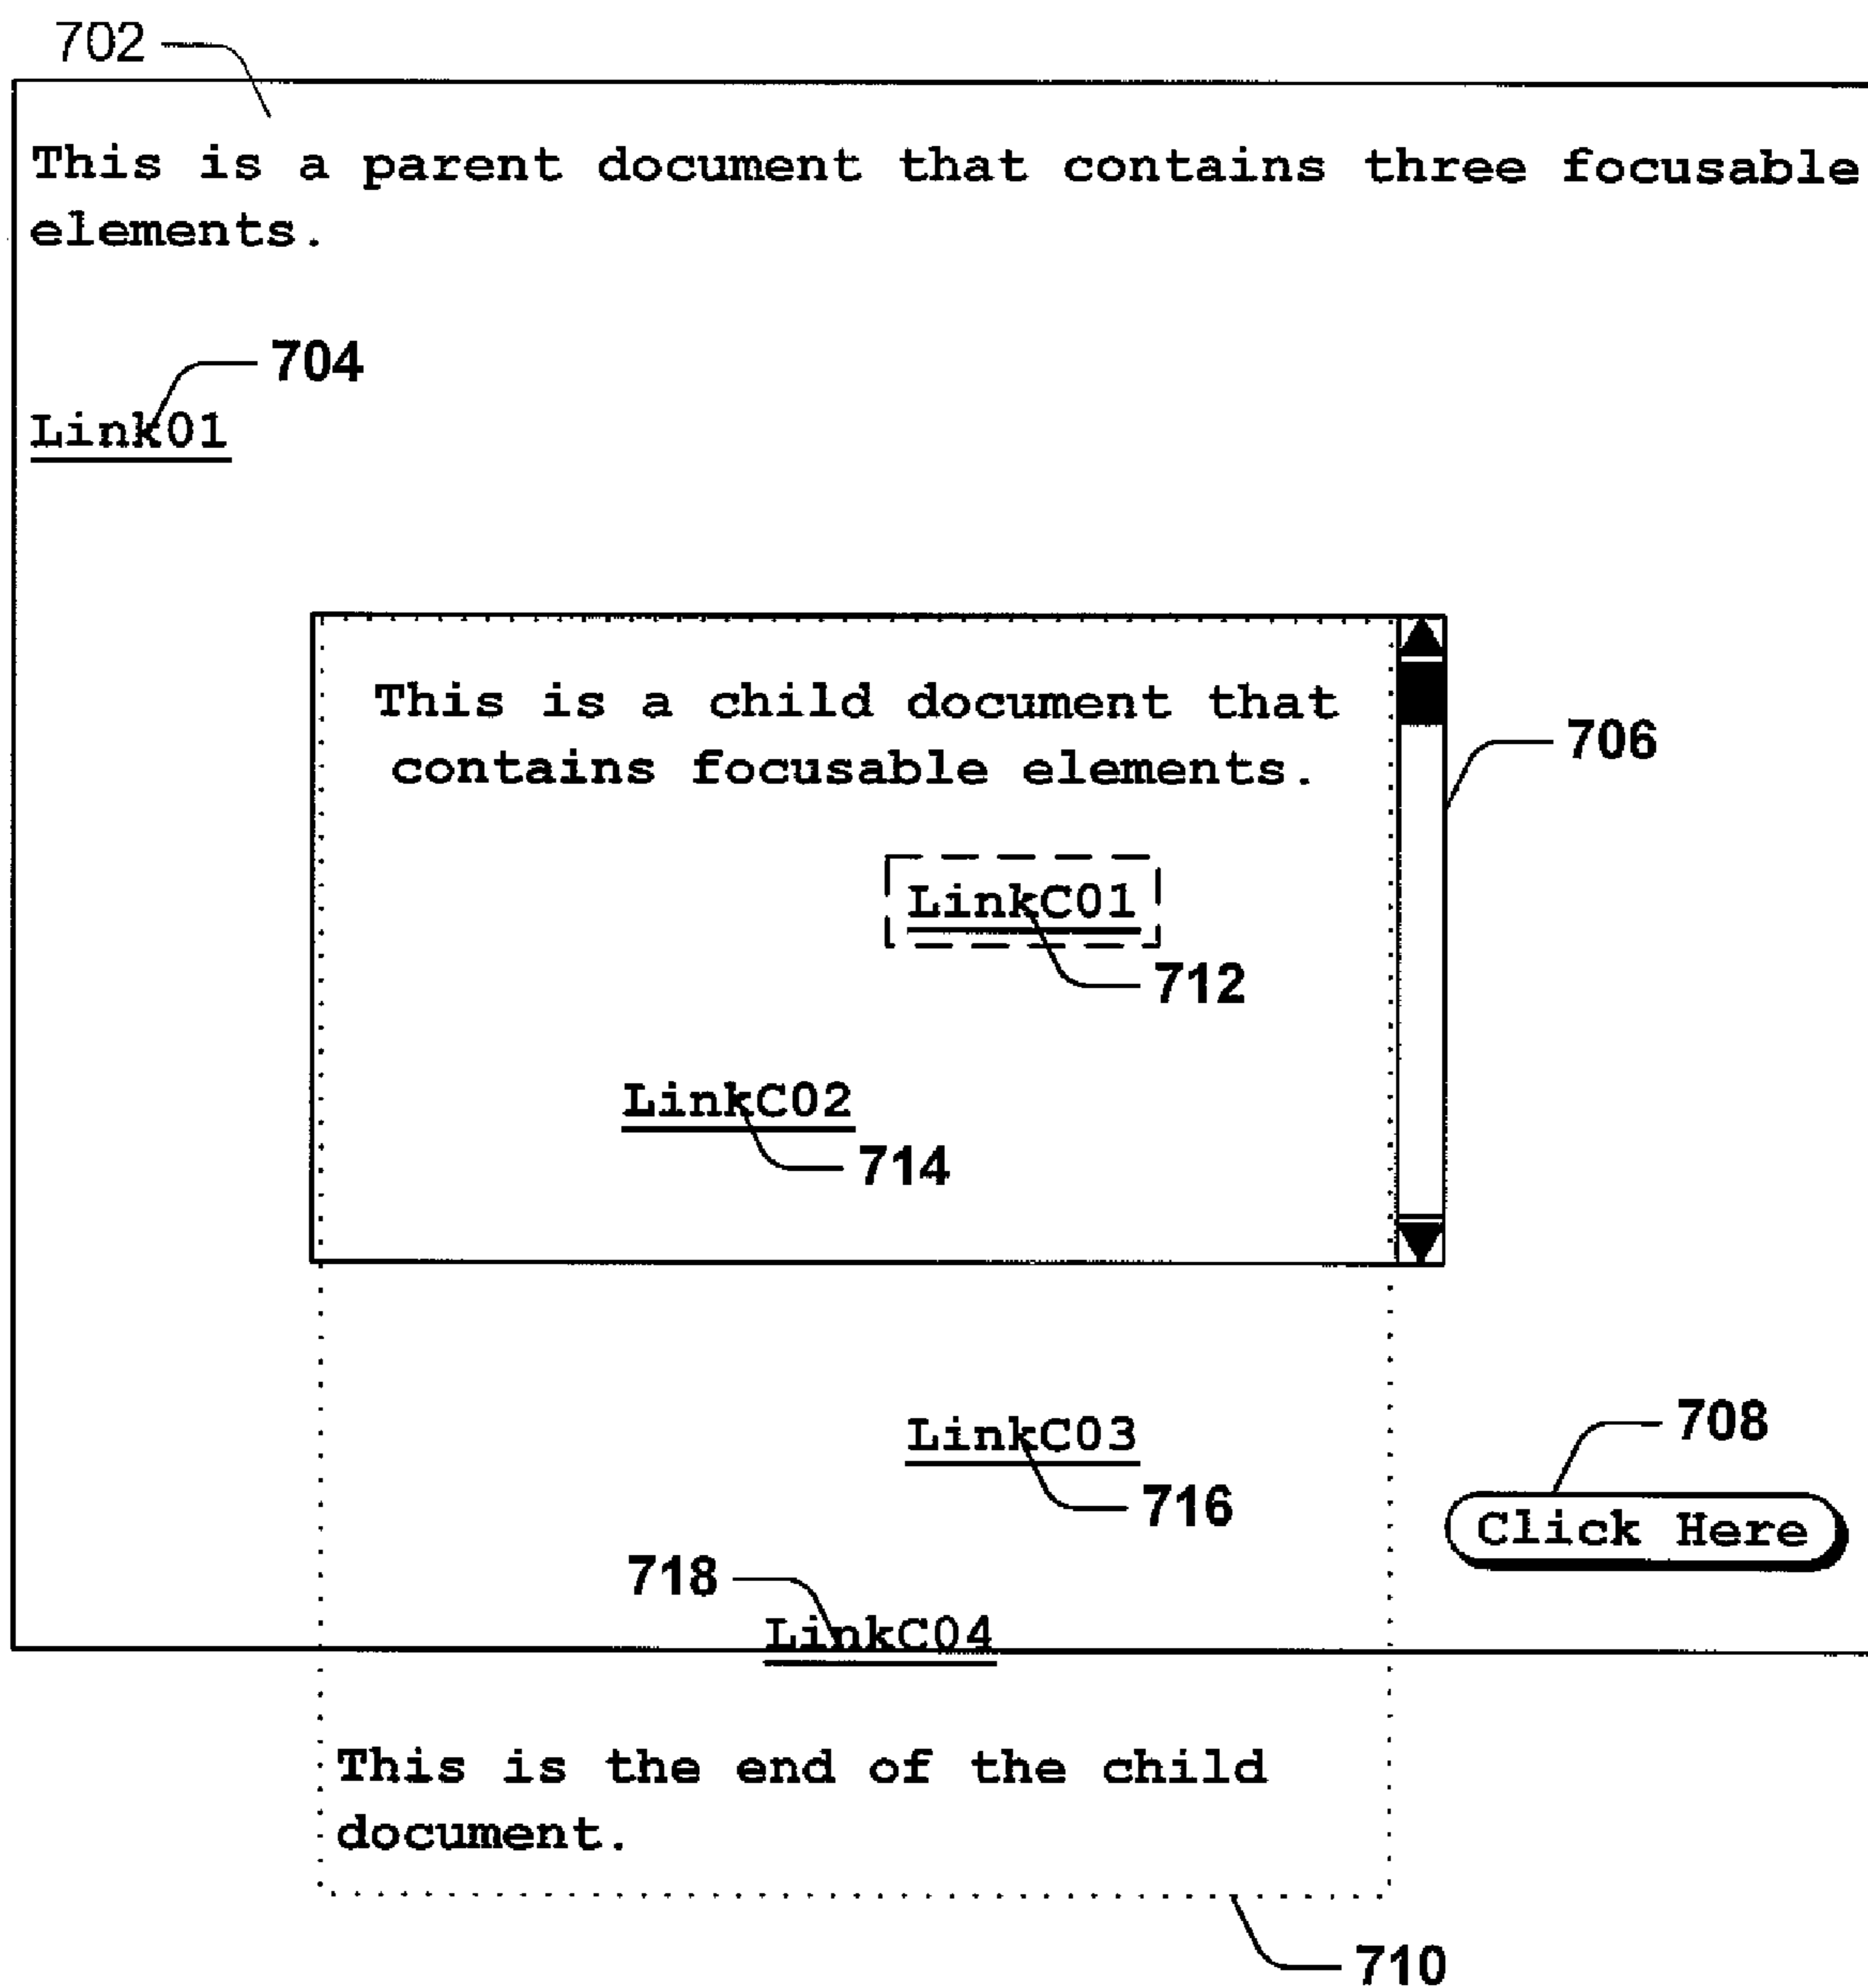 702
This is a parent document that contains three focusable
elements.
704
Link01
This is a child document that
contains focusable elements.
706
LinkC01
712
LinkC02
714
LinkC03
716
708
Click Here
718
LinkC04
This is the end of the child
document.
710